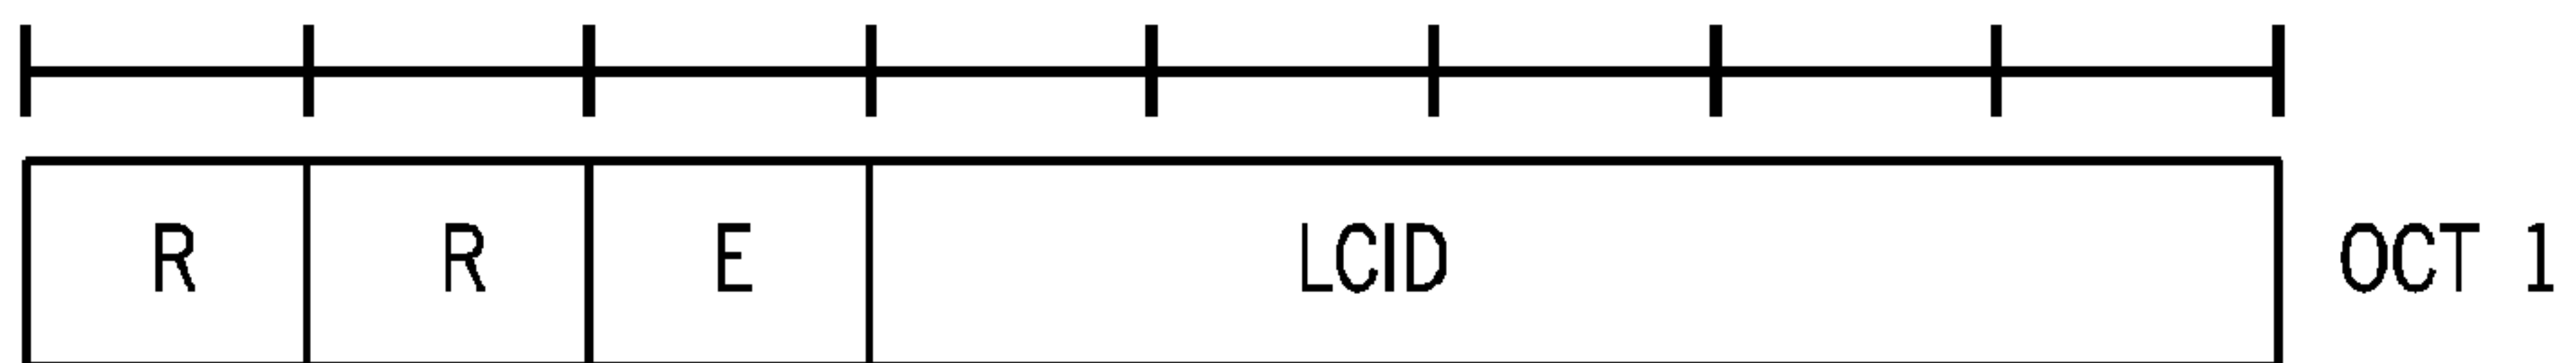 R R E LCID OCT 1